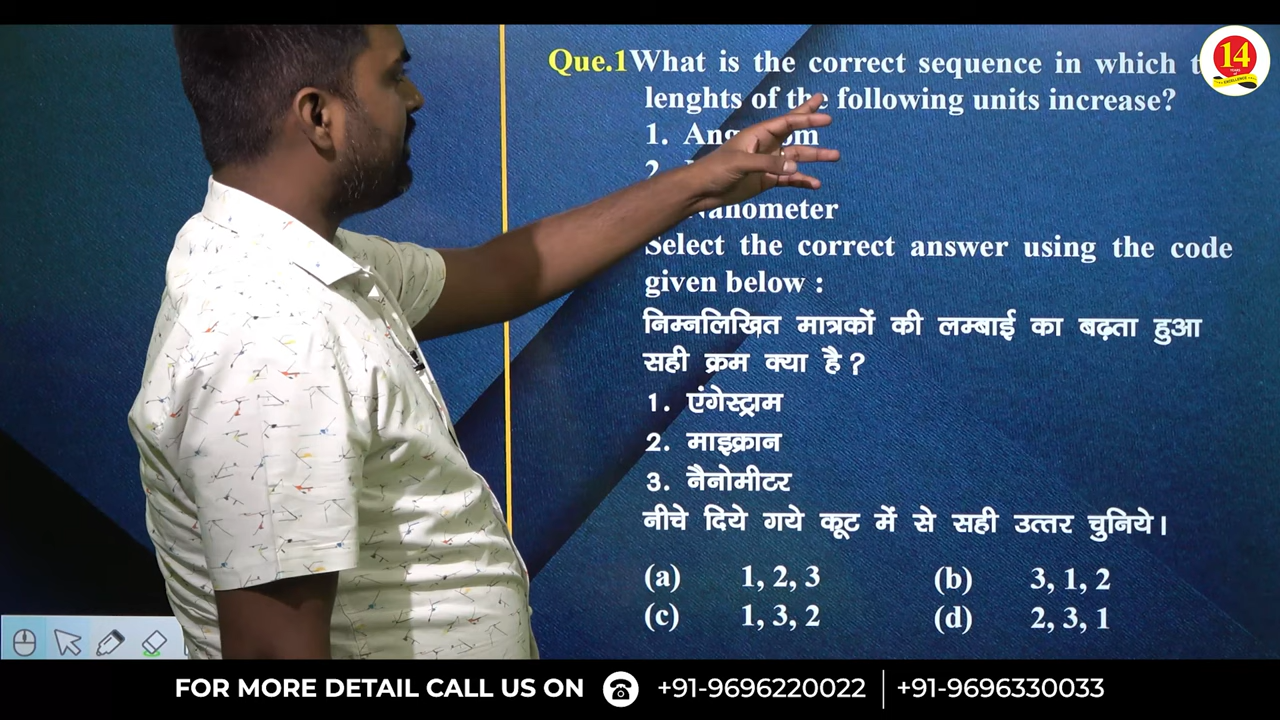 Que.1 What is the correct sequence in which
lenghts of the following units increase?
1.
2.
Nanometer
Select the correct answer using the code
given below :
निम्नलिखित मात्रकों की लम्बाई का बढ़ता हुआ
सही क्रम क्या है ?
1. एंगेस्ट्राम
2. माइक्रान
3. नैनोमीटर
नीचे दिये गये कूट में से सही उत्तर चुनिये।
(a) 1, 2, 3 (b) 3, 1, 2
(c) 1, 3, 2 (d) 2, 3, 1
14
FOR MORE DETAIL CALL US ON +91-9696220022 | +91-9696330033